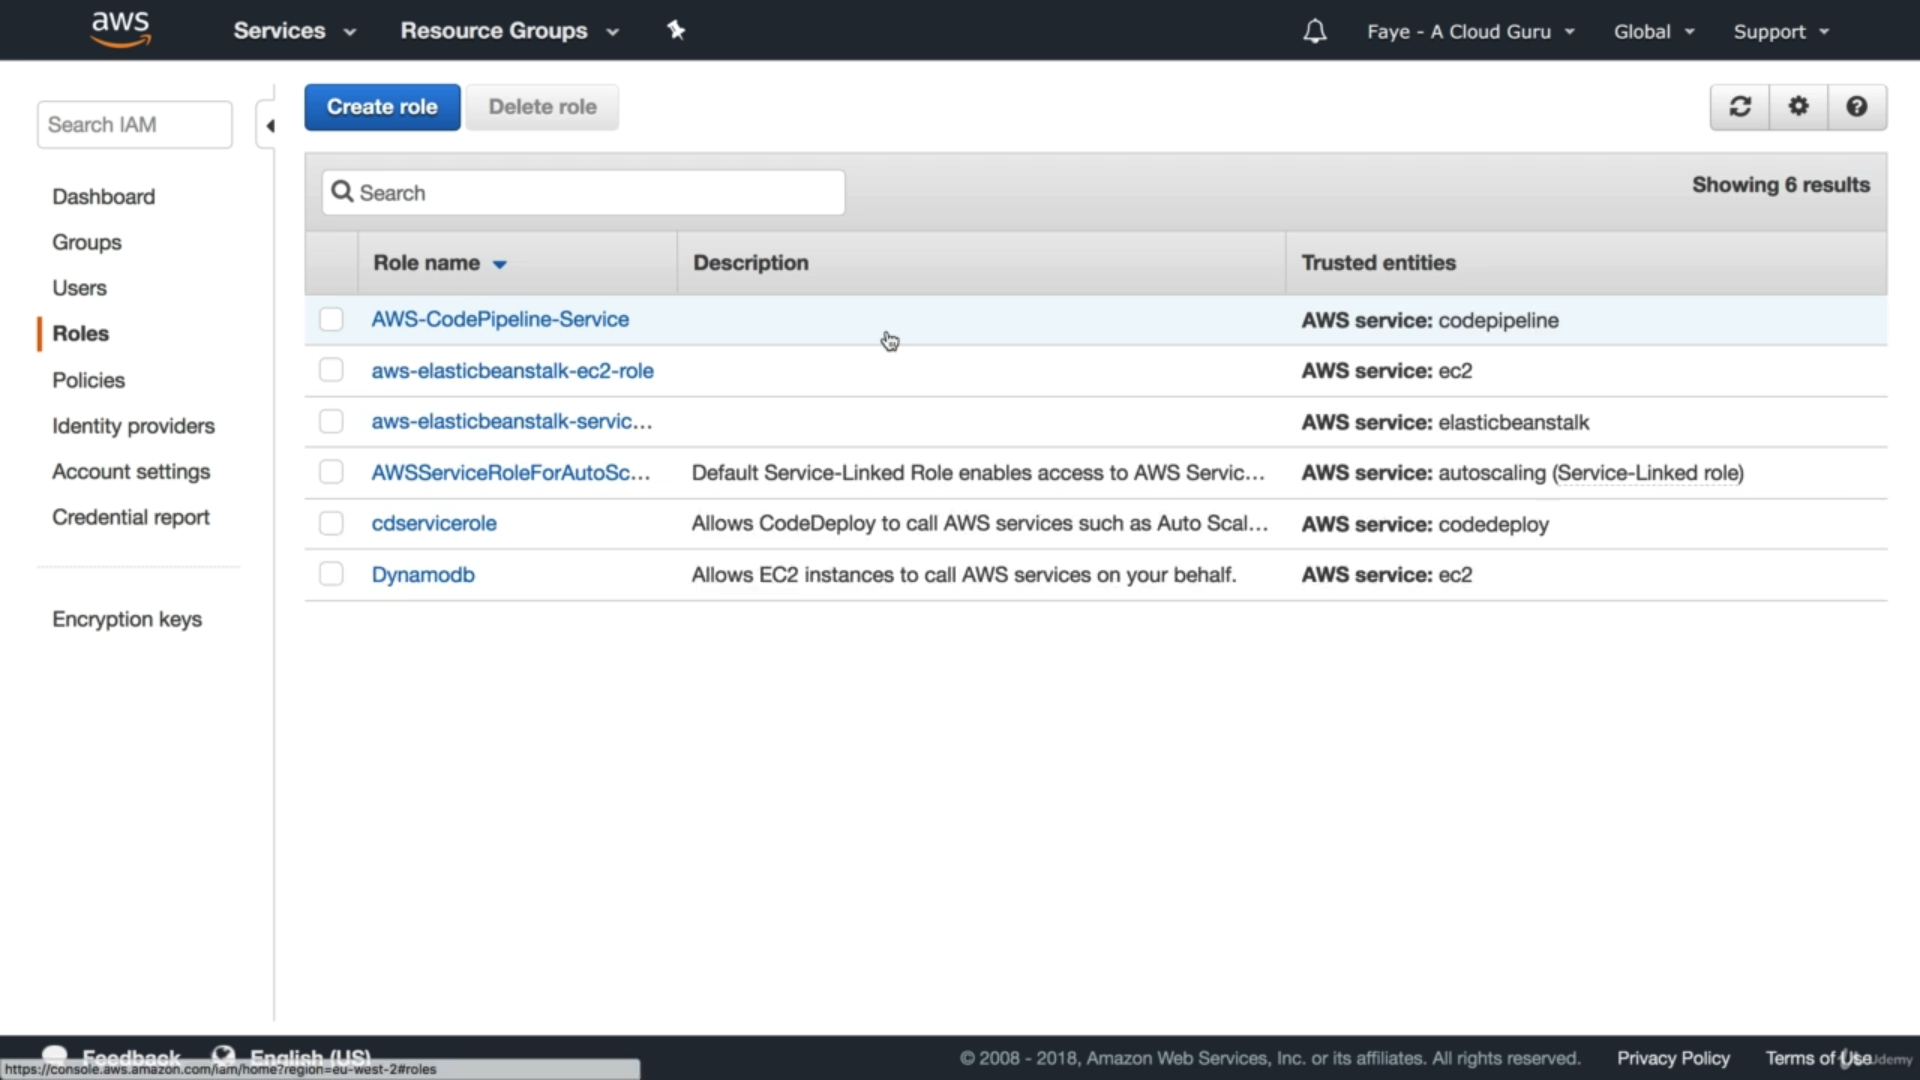 aws Services Resource Groups Faye - A Cloud Guru Global Support
Search IAM
Create role Delete role
Search
Showing 6 results
Dashboard
Groups
Users
Roles
Policies
Identity providers
Account settings
Credential report
Encryption keys
Role name Description Trusted entities
AWS-CodePipeline-Service AWS service: codepipeline
aws-elasticbeanstalk-ec2-role AWS service: ec2
aws-elasticbeanstalk-servic... AWS service: elasticbeanstalk
AWSServiceRoleForAutoSc... Default Service-Linked Role enables access to AWS Servic... AWS service: autoscaling (Service-Linked role)
cdservicerole Allows CodeDeploy to call AWS services such as Auto Scal... AWS service: codedeploy
Dynamodb Allows EC2 instances to call AWS services on your behalf. AWS service: ec2
Feedback English (US) © 2008 - 2018, Amazon Web Services, Inc. or its affiliates. All rights reserved. Privacy Policy Terms of Use
https://console.aws.amazon.com/iam/home?region=eu-west-2#roles
Udemy